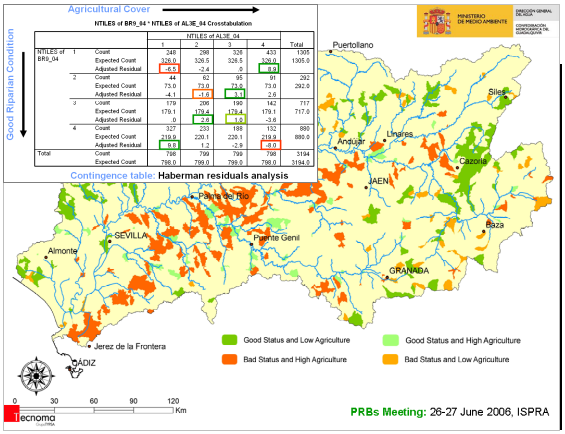 Agricultural Cover
Good Riparian Condition
NTILES of BR9_04 * NTILES of AL3E_04 Crosstabulation
NTILES of AL3E_04
1 2 3 4 Total
NTILES of BR9_04 1 Count 248 298 326 433 1305
Expected Count 326.0 326.5 326.5 326.0 1305.0
Adjusted Residual -6.5 -2.4 0 8.9
2 Count 44 62 95 91 292
Expected Count 73.0 73.0 73.0 73.0 292.0
Adjusted Residual -4.1 -1.6 3.1 2.6
3 Count 179 206 190 142 717
Expected Count 179.1 179.4 179.4 179.1 717.0
Adjusted Residual .0 2.6 1.0 -3.6
4 Count 327 233 188 132 880
Expected Count 219.9 220.1 220.1 219.9 880.0
Adjusted Residual 9.8 1.2 -2.9 -8.0
Total Count 798 799 799 798 3194
Expected Count 798.0 799.0 799.0 798.0 3194.0
Contingence table: Haberman residuals analysis
MINISTERIO
DE MEDIO AMBIENTE
DIRECCIÓN GENERAL
DEL AGUA
CONFEDERACIÓN
HIDROGRÁFICA DEL
GUADALQUIVIR
Puertollano
Siles
Linares
Andujar
Cazorla
JAEN
Palma del Rio
Baza
SEVILLA
Puente Genil
Almonte
GRANADA
Jerez de la Frontera
CÁDIZ
Good Status and Low Agriculture
Good Status and High Agriculture
Bad Status and High Agriculture
Bad Status and Low Agriculture
0 30 60 120
Km
Tecnoma
Grupo TYPSA
PRBs Meeting: 26-27 June 2006, ISPRA